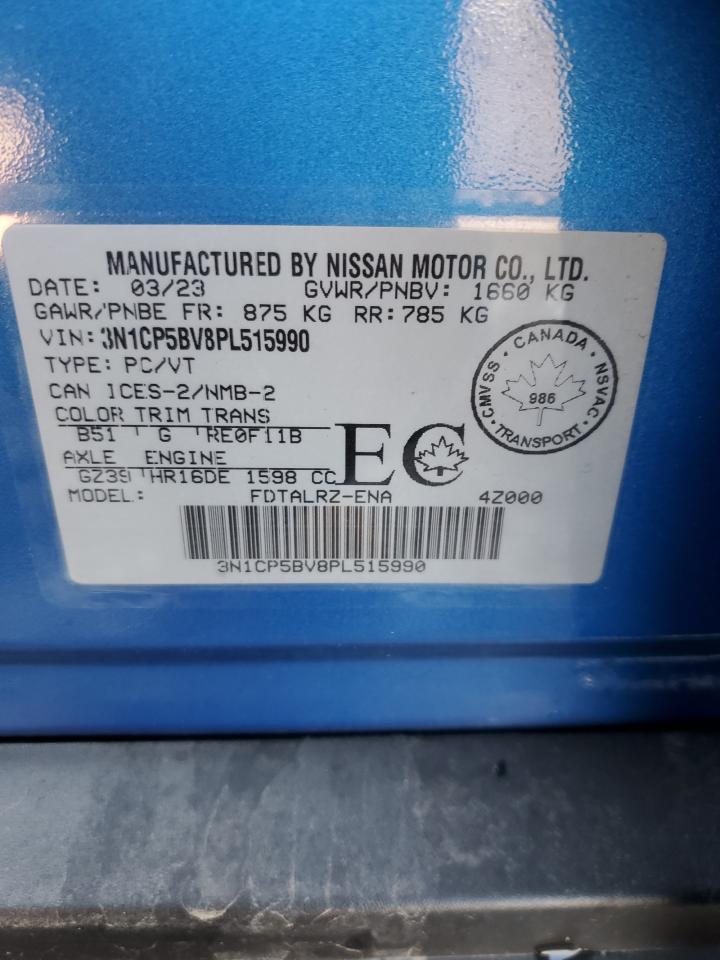 MANUFACTURED BY NISSAN MOTOR CO., LTD.
DATE: 03/23 GVWR/PNBV: 1660 KG
GAWR/PNBE FR: 875 KG RR: 785 KG
VIN: 3N1CP5BV8PL515990
TYPE: PC/VT
CAN ICES-2/NMB-2
COLOR TRIM TRANS
B51 G RE0F11B
AXLE ENGINE
GZ39 HR16DE 1598 CC
EC
CMVSS · CANADA · NSVAC · TRANSPORT ·
986
MODEL: FDTALRZ-ENA 4Z000
3N1CP5BV8PL515990